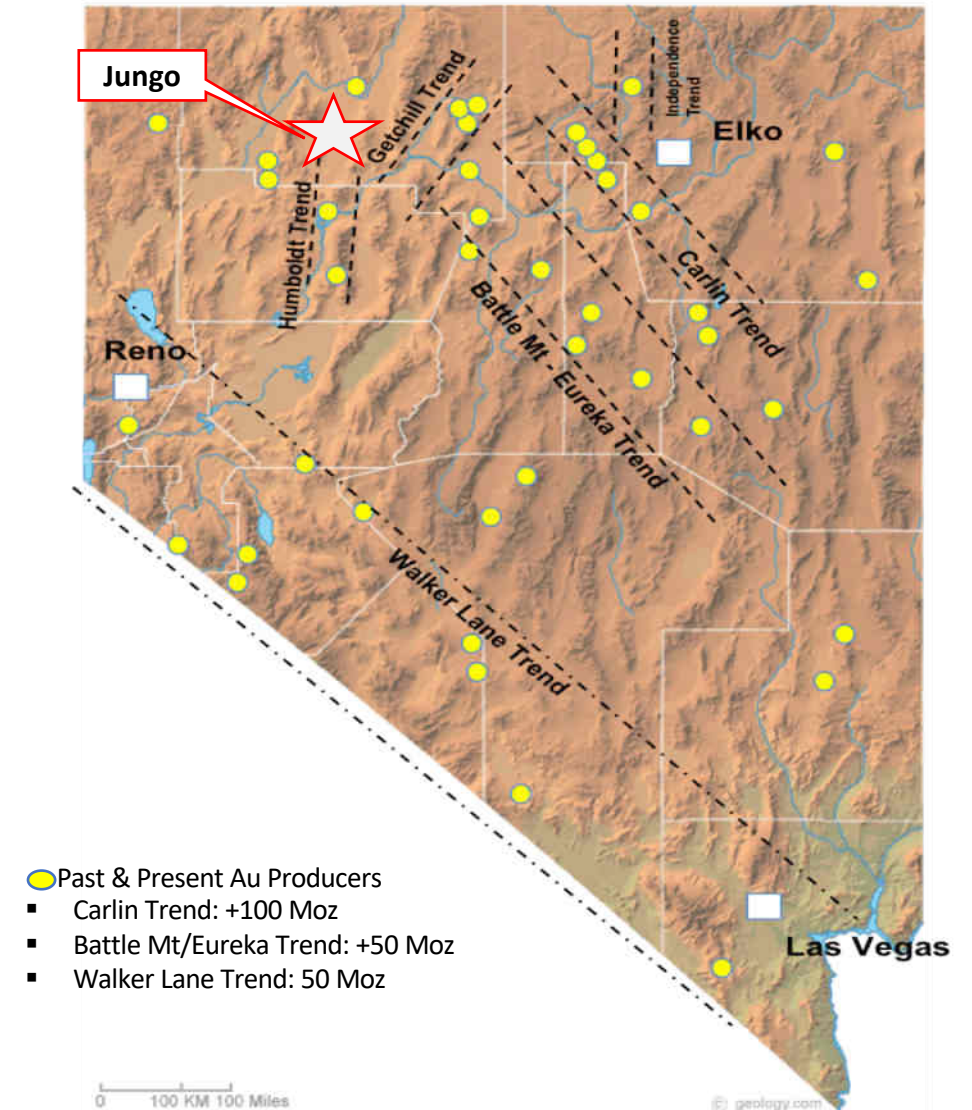 Jungo
Getchill Trend
Independence
Trend
Elko
Humboldt Trend
Carlin Trend
Battle Mt - Eureka Trend
Reno
Walker Lane Trend
Past & Present Au Producers
▪ Carlin Trend: +100 Moz
▪ Battle Mt/Eureka Trend: +50 Moz
▪ Walker Lane Trend: 50 Moz
Las Vegas
0 100 KM 100 Miles
© geology.com